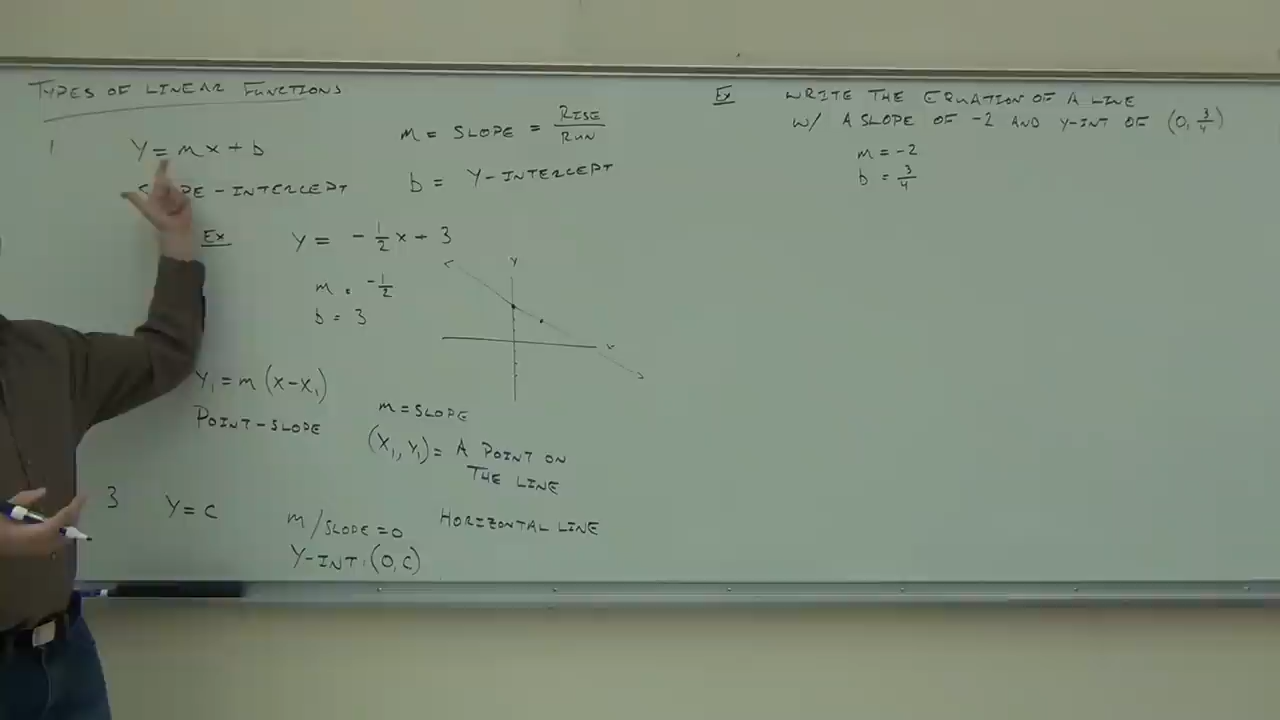 TYPES OF LINEAR FUNCTIONS
1 Y = mx + b
m = SLOPE = RISE/RUN
-INTERCEPT
b = Y-INTERCEPT
Ex Y = -1/2 x + 3
m = -1/2
b = 3
Y
X
Y₁ = m(x-x₁)
POINT-SLOPE
m = SLOPE
(X₁, Y₁) = A POINT ON
THE LINE
3 Y = C
m/SLOPE = 0 HORIZONTAL LINE
Y-INT: (0, C)
Ex WRITE THE EQUATION OF A LINE
W/ A SLOPE OF -2 AND Y-INT OF (0, 3/4)
m = -2
b = 3/4